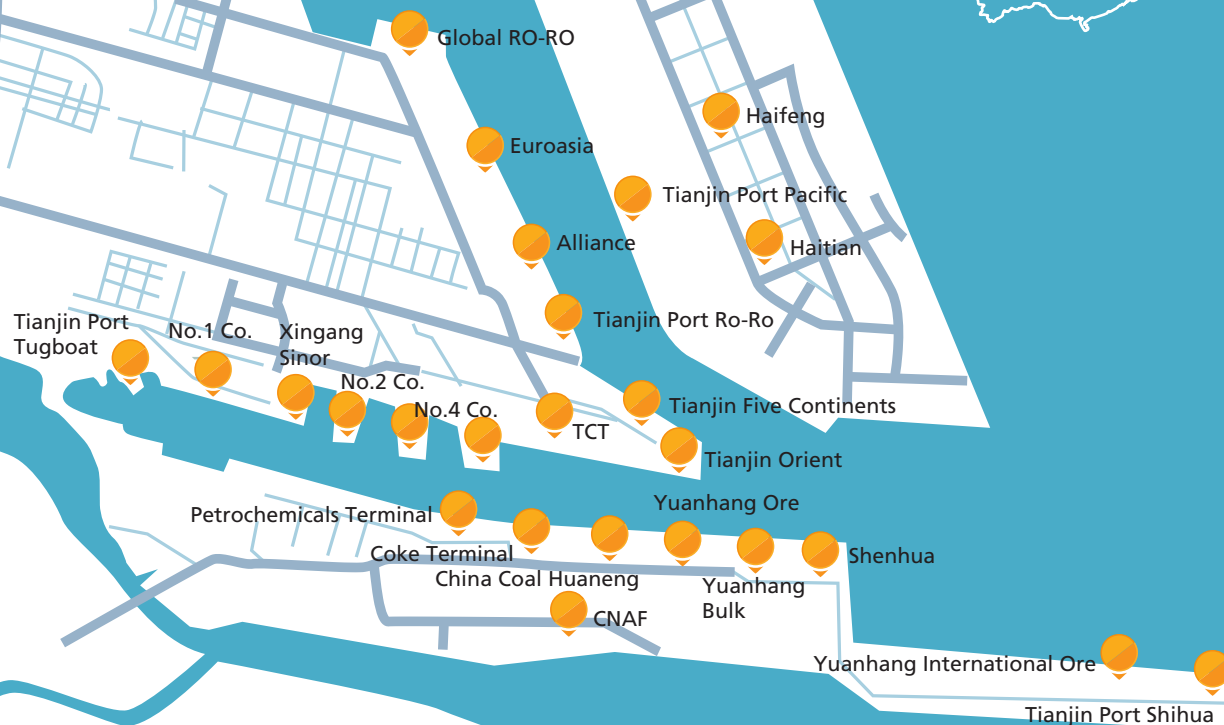 Global RO-RO
Haifeng
Euroasia
Tianjin Port Pacific
Alliance
Haitian
Tianjin Port Ro-Ro
Tianjin Port
Tugboat
No.1 Co.
Xingang
Sinor
No.2 Co.
No.4 Co.
TCT
Tianjin Five Continents
Tianjin Orient
Yuanhang Ore
Petrochemicals Terminal
Coke Terminal
China Coal Huaneng
Shenhua
Yuanhang
Bulk
CNAF
Yuanhang International Ore
Tianjin Port Shihua